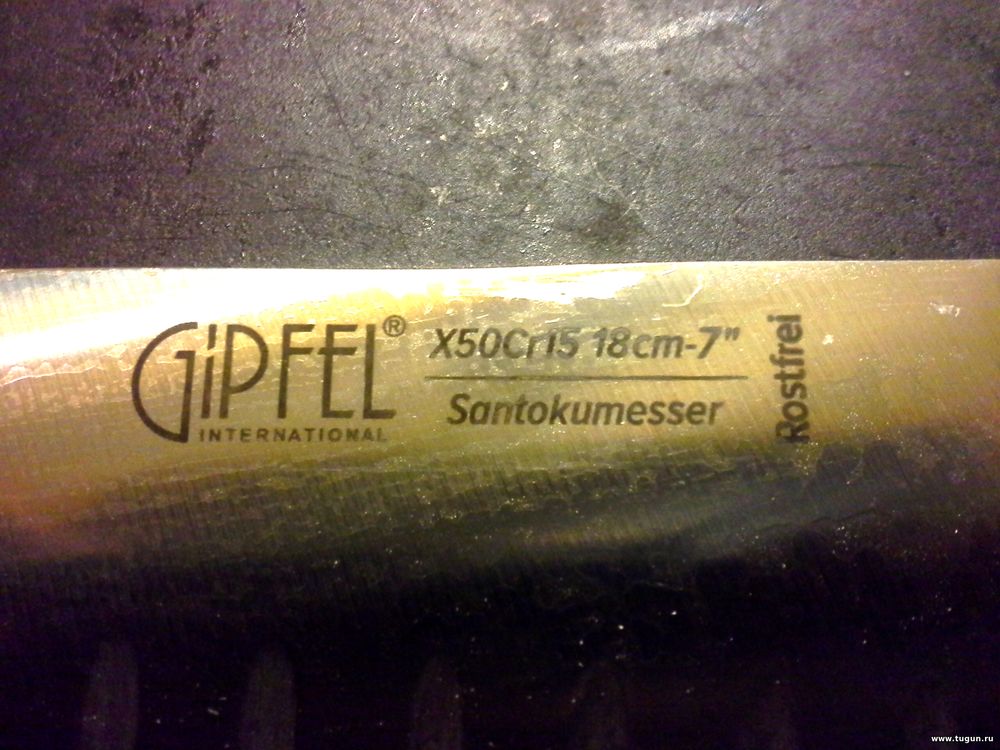 GiPFEL®
INTERNATIONAL
X50Cr15 18cm-7"
Santokumesser
Rostfrei
www.tugun.ru